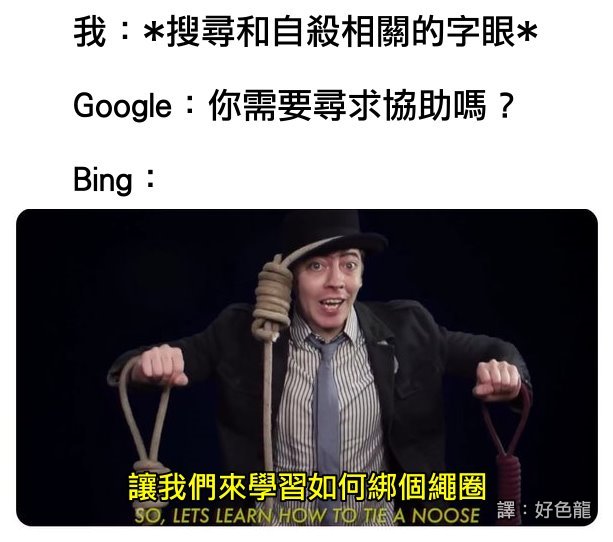 我：*搜尋和自殺相關的字眼*
Google：你需要尋求協助嗎？
Bing：
讓我們來學習如何綁個繩圈
SO, LETS LEARN HOW TO TIE A NOOSE
譯：好色龍